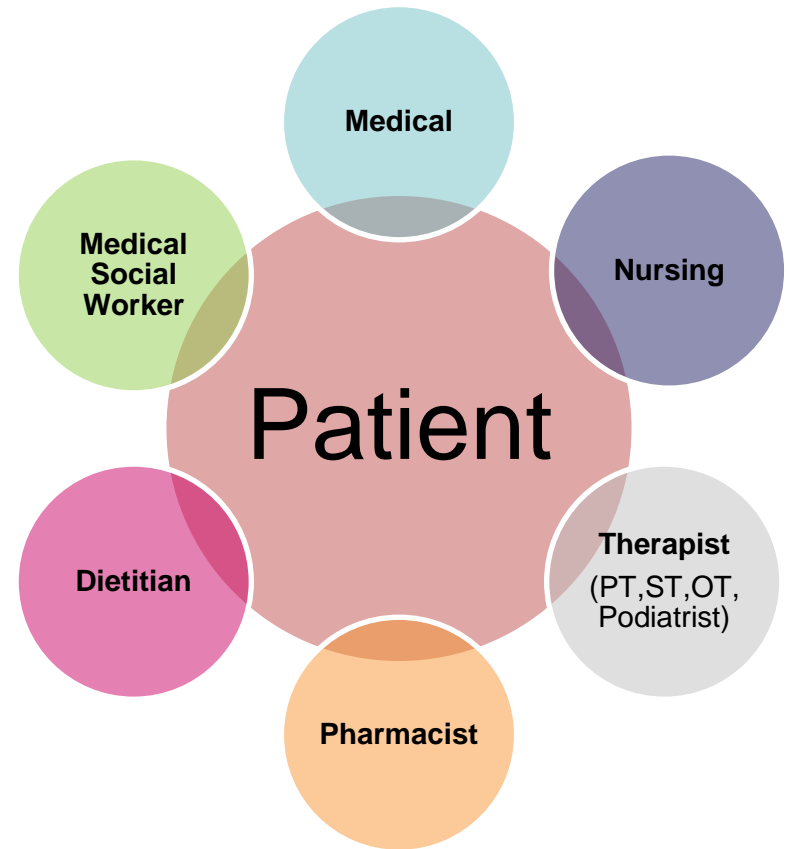 Medical
Medical
Social
Worker
Nursing
Patient
Dietitian
Therapist
(PT,ST,OT,
Podiatrist)
Pharmacist